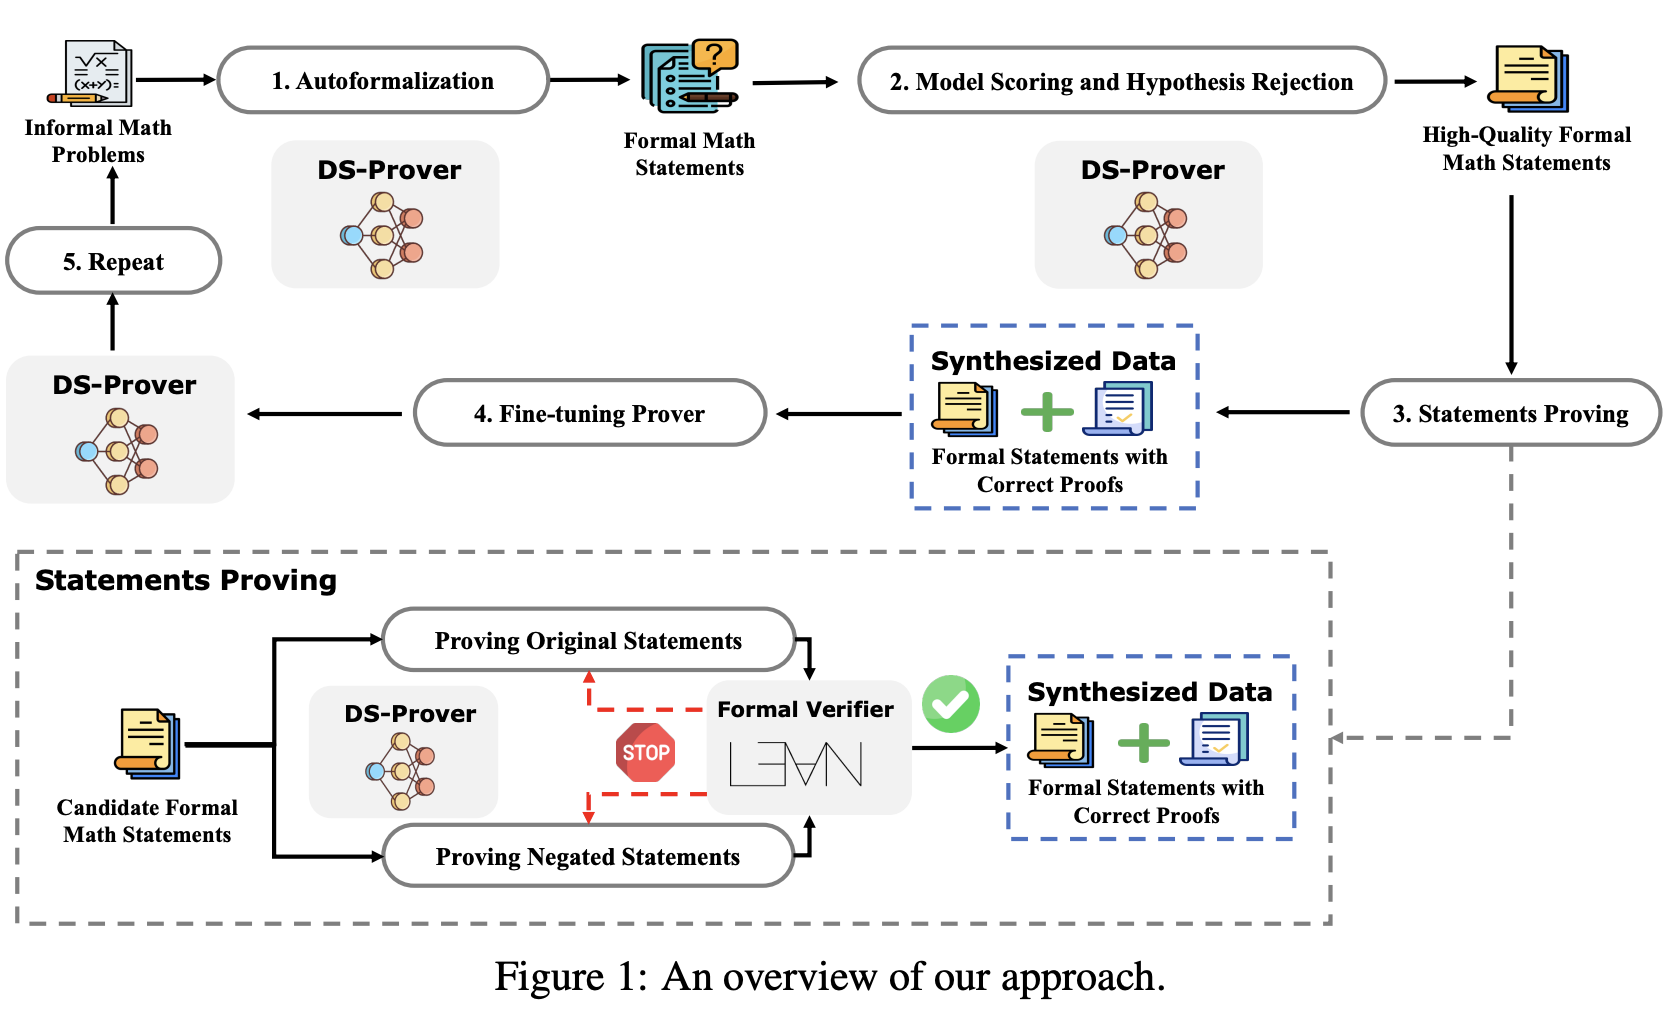 √x
(x+y)=
?
1. Autoformalization
2. Model Scoring and Hypothesis Rejection
Informal Math
Problems
Formal Math
Statements
High-Quality Formal
Math Statements
DS-Prover
DS-Prover
5. Repeat
DS-Prover
4. Fine-tuning Prover
Synthesized Data
Formal Statements with
Correct Proofs
3. Statements Proving
Statements Proving
Proving Original Statements
DS-Prover
STOP
Formal Verifier
LEAN
Synthesized Data
Formal Statements with
Correct Proofs
Candidate Formal
Math Statements
Proving Negated Statements
Figure 1: An overview of our approach.